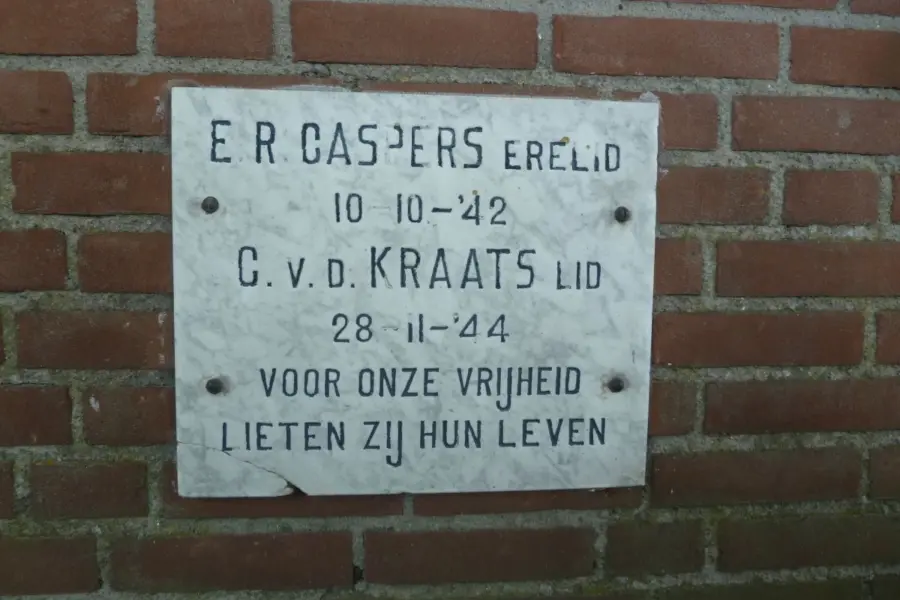 E.R. CASPERS ERELID
10-10-'42
C. V. D. KRAATS LID
28-11-'44
VOOR ONZE VRIJHEID
LIETEN ZIJ HUN LEVEN